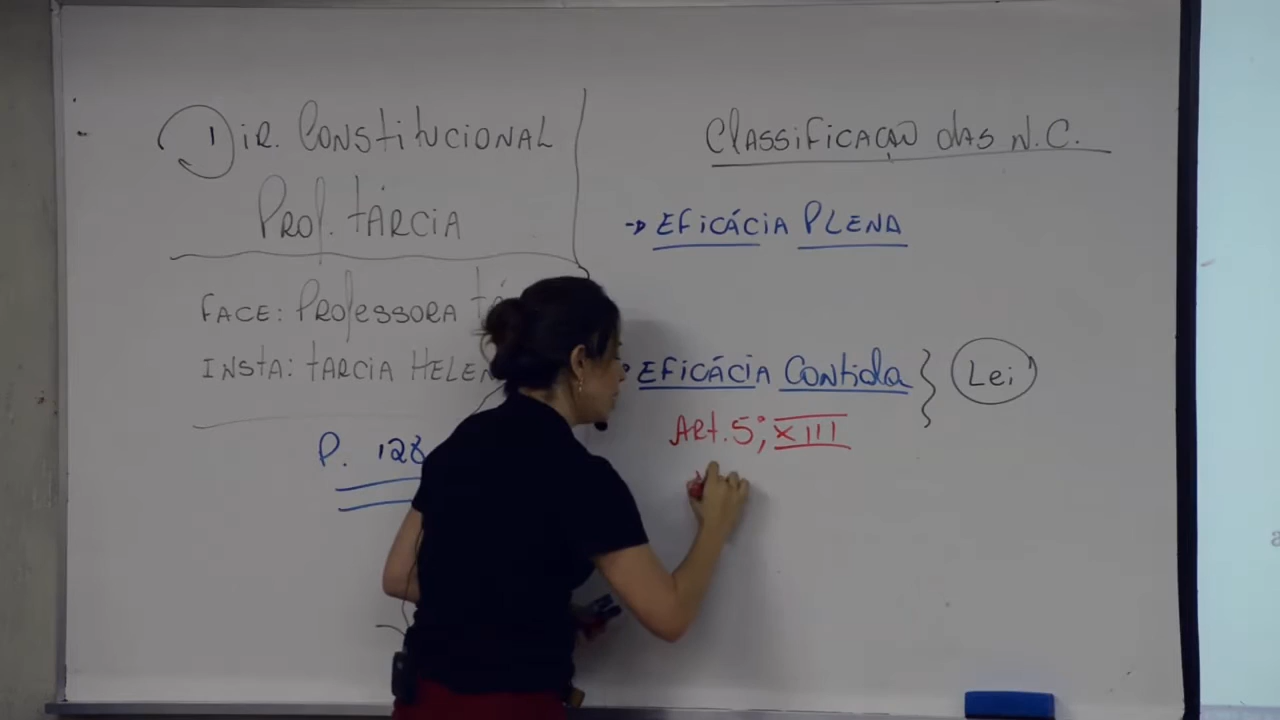 Dir. Constitucional
Prof. Tárcia
Face: Professora
Insta: Tarcia Helen
P. 128
Classificação das N.C.
→ Eficácia Plena
Eficácia Contida } Lei
Art. 5º, XIII